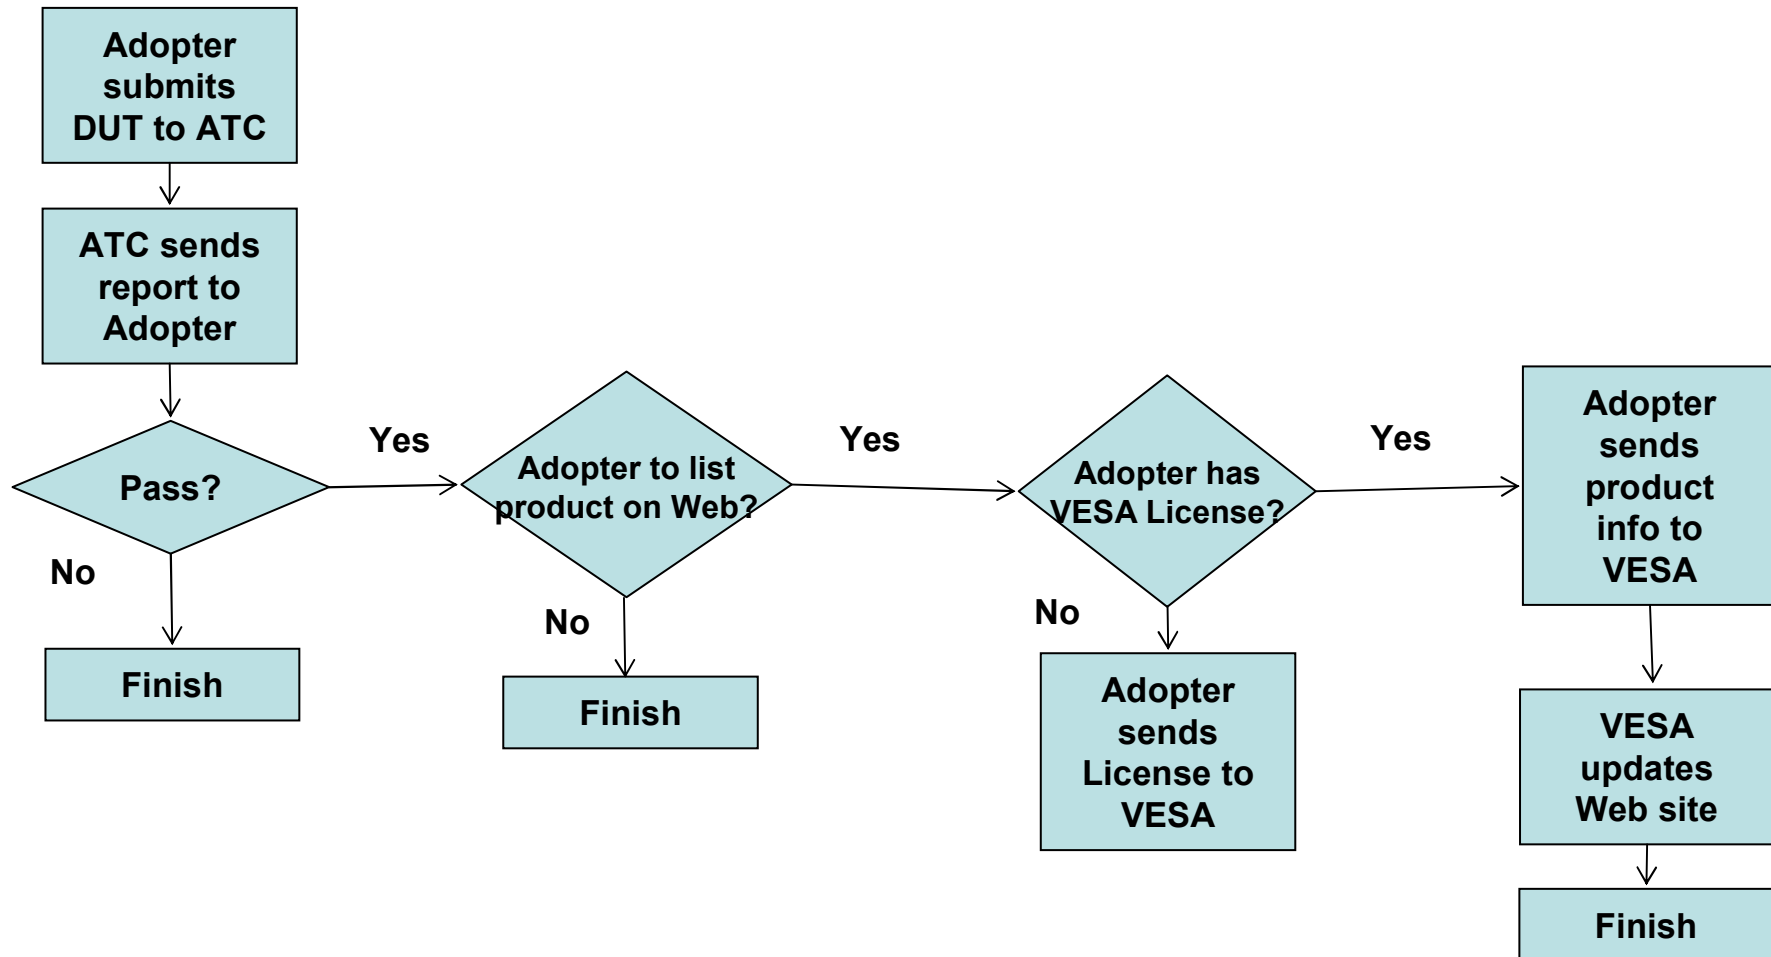 Adopter
submits
DUT to ATC
ATC sends
report to
Adopter
Pass?
Yes
No
Finish
Adopter to list
product on Web?
Yes
No
Finish
Adopter has
VESA License?
Yes
No
Adopter
sends
License to
VESA
Adopter
sends
product
info to
VESA
VESA
updates
Web site
Finish